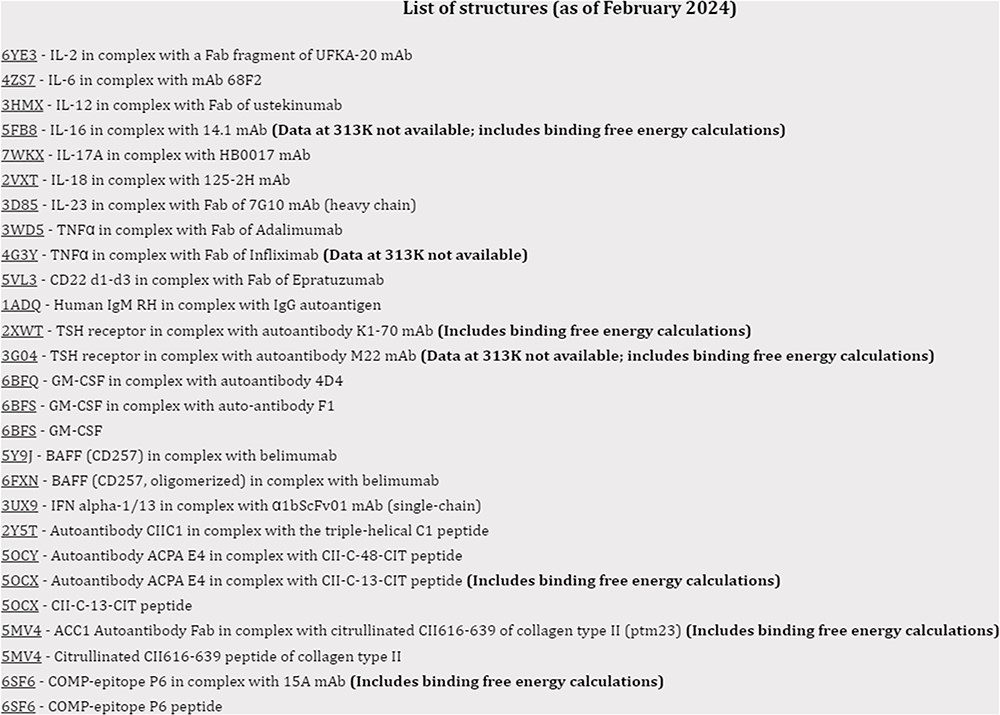 List of structures (as of February 2024)
6YE3 - IL-2 in complex with a Fab fragment of UFKA-20 mAb
4ZS7 - IL-6 in complex with mAb 68F2
3HMX - IL-12 in complex with Fab of ustekinumab
5FB8 - IL-16 in complex with 14.1 mAb (Data at 313K not available; includes binding free energy calculations)
7WKX - IL-17A in complex with HB0017 mAb
2VXT - IL-18 in complex with 125-2H mAb
3D85 - IL-23 in complex with Fab of 7G10 mAb (heavy chain)
3WD5 - TNFα in complex with Fab of Adalimumab
4G3Y - TNFα in complex with Fab of Infliximab (Data at 313K not available)
5VL3 - CD22 d1-d3 in complex with Fab of Epratuzumab
1ADQ - Human IgM RH in complex with IgG autoantigen
2XWT - TSH receptor in complex with autoantibody K1-70 mAb (Includes binding free energy calculations)
3G04 - TSH receptor in complex with autoantibody M22 mAb (Data at 313K not available; includes binding free energy calculations)
6BFQ - GM-CSF in complex with autoantibody 4D4
6BFS - GM-CSF in complex with auto-antibody F1
6BFS - GM-CSF
5Y9J - BAFF (CD257) in complex with belimumab
6FXN - BAFF (CD257, oligomerized) in complex with belimumab
3UX9 - IFN alpha-1/13 in complex with α1bScFv01 mAb (single-chain)
2Y5T - Autoantibody CIIC1 in complex with the triple-helical C1 peptide
5OCY - Autoantibody ACPA E4 in complex with CII-C-48-CIT peptide
5OCX - Autoantibody ACPA E4 in complex with CII-C-13-CIT peptide (Includes binding free energy calculations)
5OCX - CII-C-13-CIT peptide
5MV4 - ACC1 Autoantibody Fab in complex with citrullinated CII616-639 of collagen type II (ptm23) (Includes binding free energy calculations)
5MV4 - Citrullinated CII616-639 peptide of collagen type II
6SF6 - COMP-epitope P6 in complex with 15A mAb (Includes binding free energy calculations)
6SF6 - COMP-epitope P6 peptide